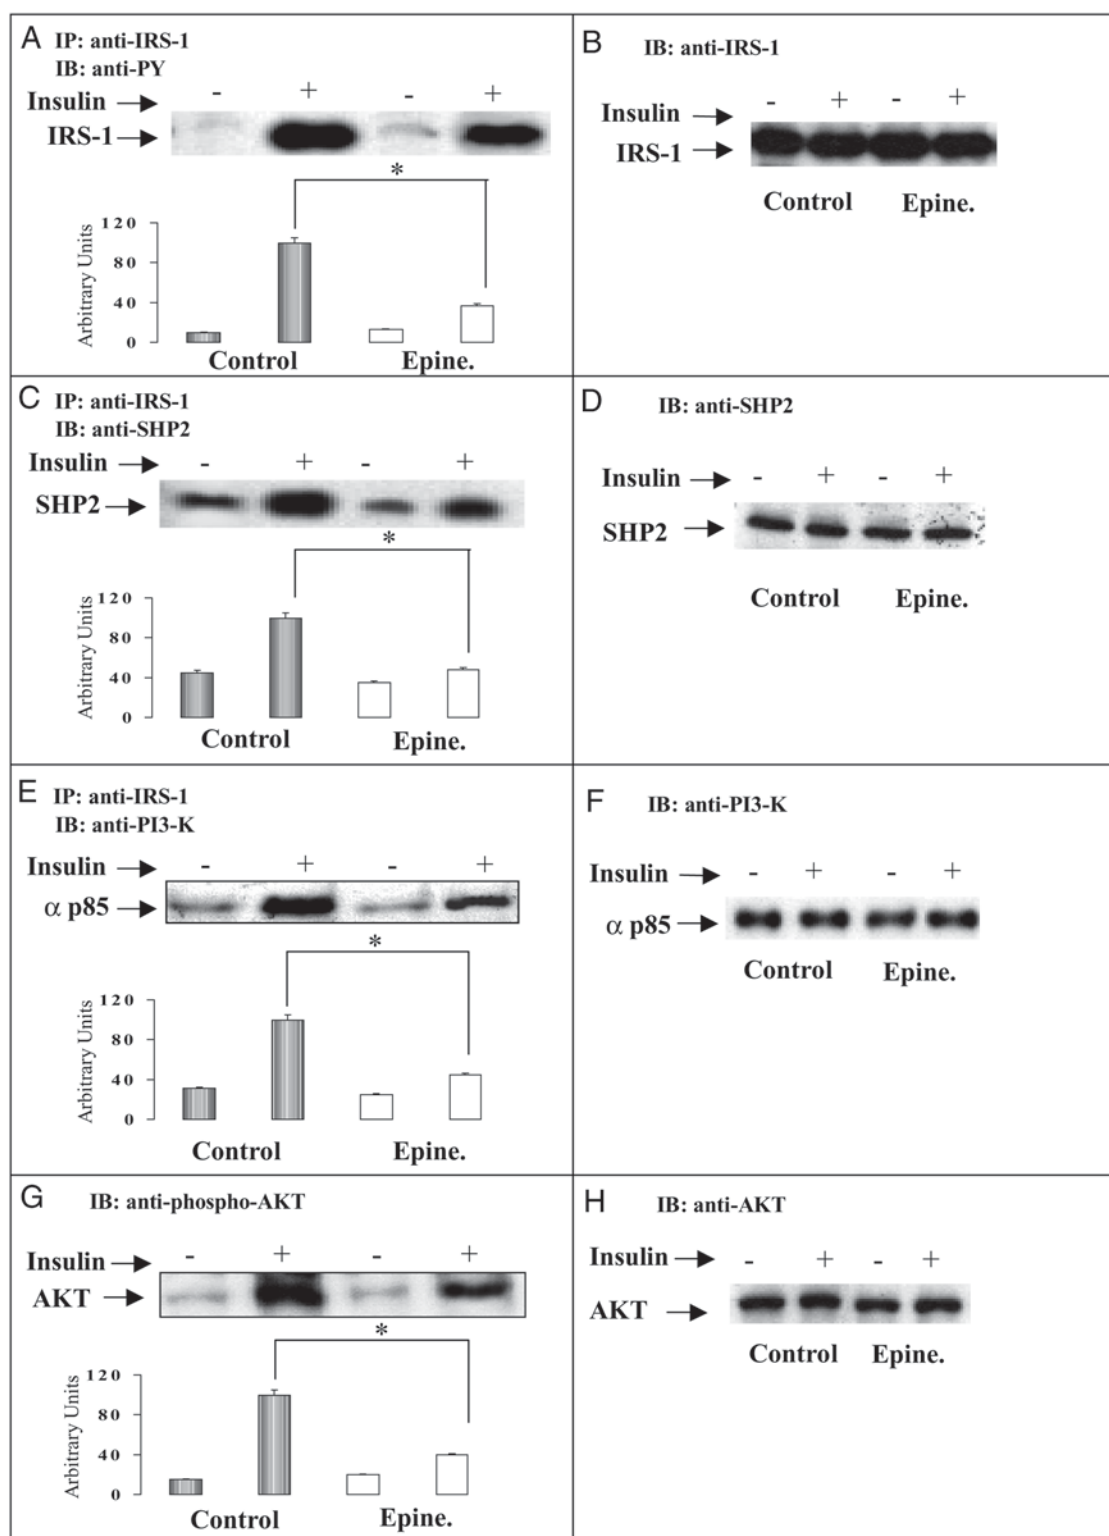 A IP: anti-IRS-1
IB: anti-PY
Insulin - + - +
IRS-1
*
Arbitrary Units
120
80
40
0
Control Epine.
B IB: anti-IRS-1
Insulin - + - +
IRS-1
Control Epine.
C IP: anti-IRS-1
IB: anti-SHP2
Insulin - + - +
SHP2
*
Arbitrary Units
120
80
40
0
Control Epine.
D IB: anti-SHP2
Insulin - + - +
SHP2
Control Epine.
E IP: anti-IRS-1
IB: anti-PI3-K
Insulin - + - +
α p85
*
Arbitrary Units
120
80
40
0
Control Epine.
F IB: anti-PI3-K
Insulin - + - +
α p85
Control Epine.
G IB: anti-phospho-AKT
Insulin - + - +
AKT
*
Arbitrary Units
120
80
40
0
Control Epine.
H IB: anti-AKT
Insulin - + - +
AKT
Control Epine.